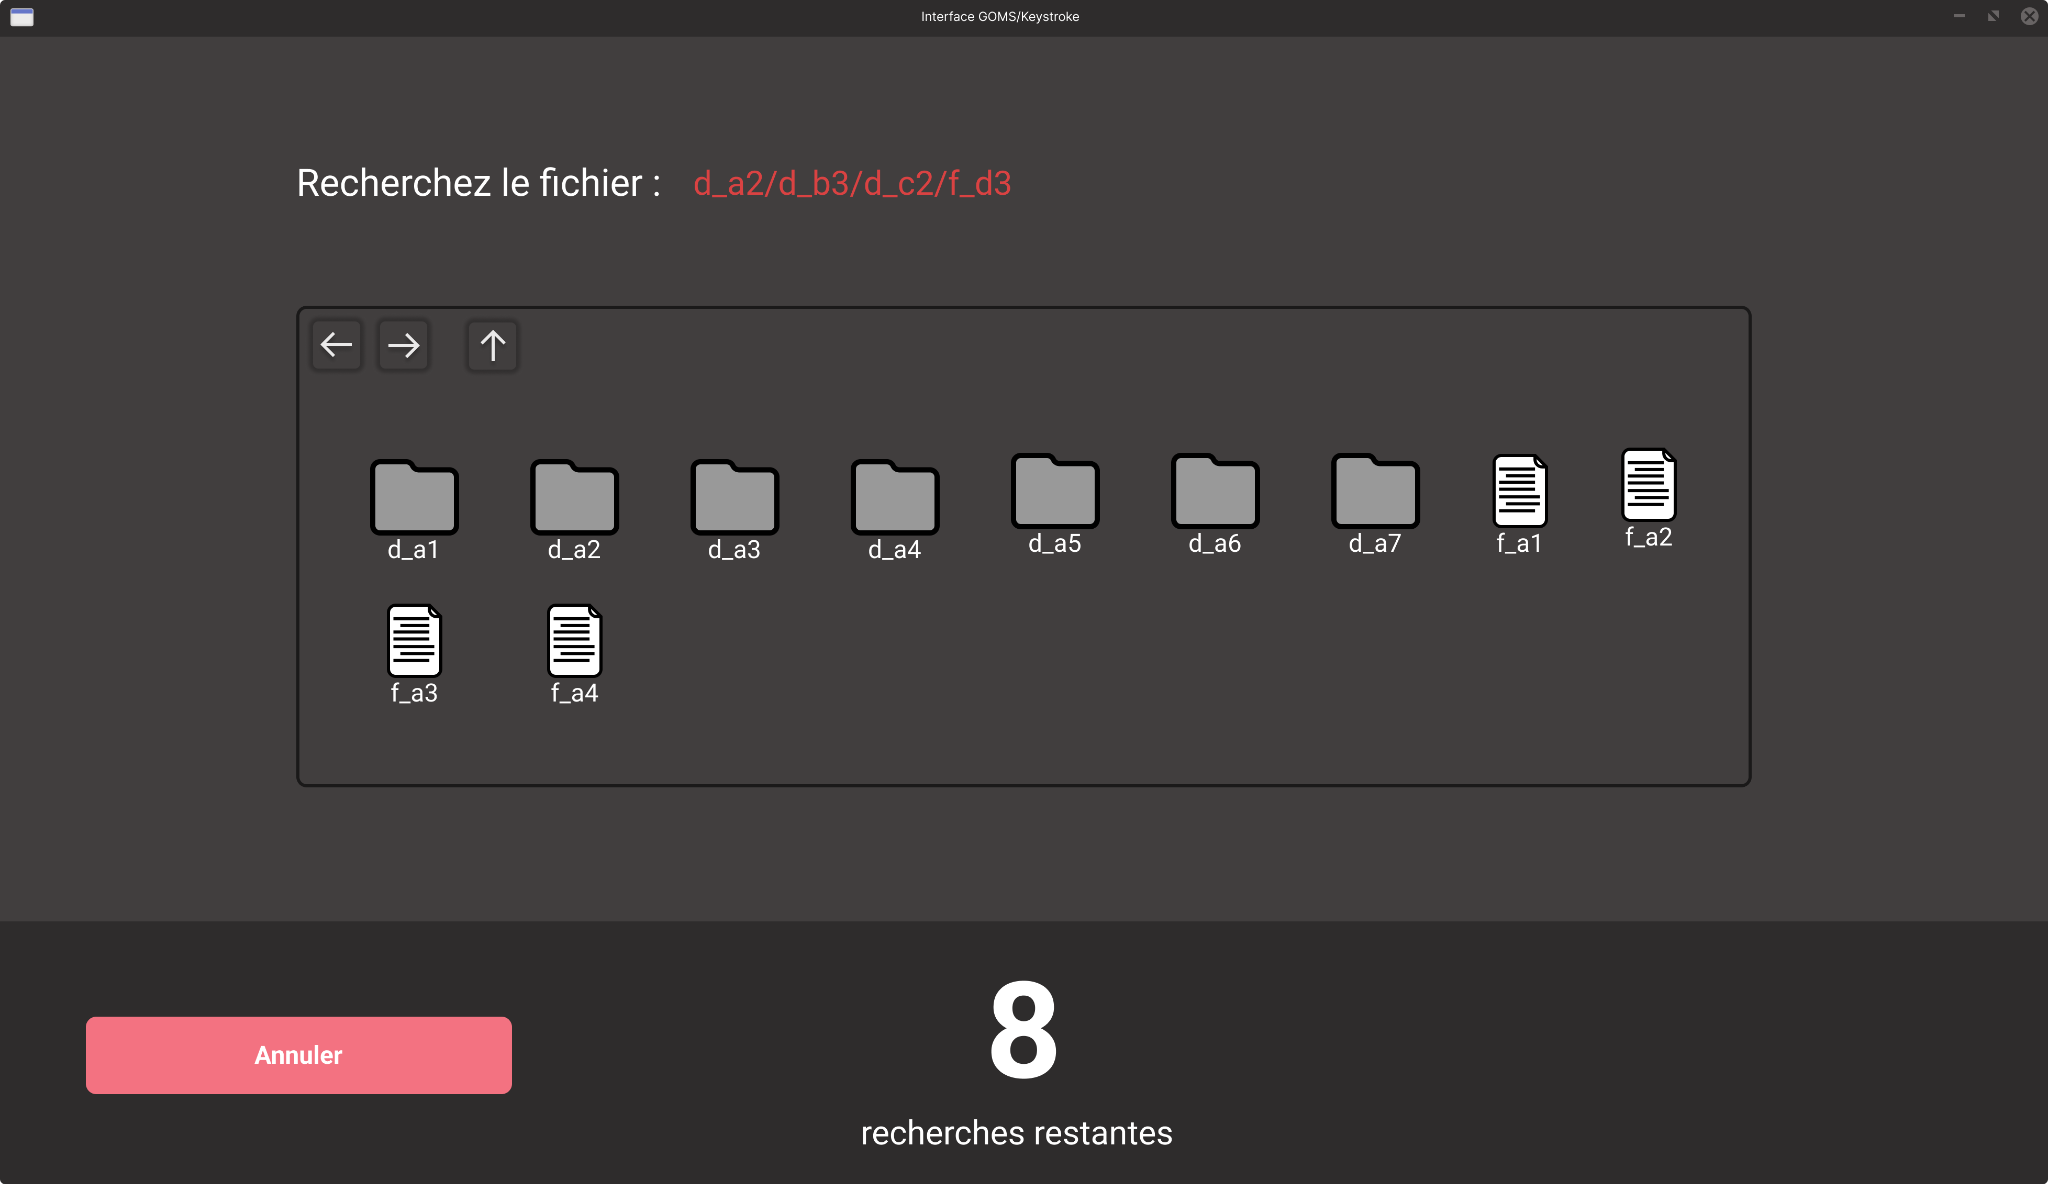 Interface GOMS/Keystroke
Recherchez le fichier : d_a2/d_b3/d_c2/f_d3
d_a1 d_a2 d_a3 d_a4 d_a5 d_a6 d_a7 f_a1 f_a2
f_a3 f_a4
8
Annuler
recherches restantes